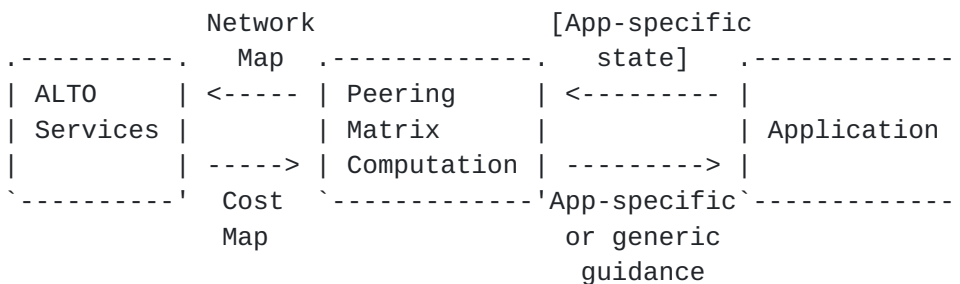 Network               [App-specific
.----------.   Map  .-------------.   state]   .-------------
| ALTO     | <----- | Peering     | <--------- |
| Services |        | Matrix      |            | Application
|          | -----> | Computation | ---------> |
`----------'  Cost  `-------------'App-specific`-------------
              Map                   or generic
                                     guidance